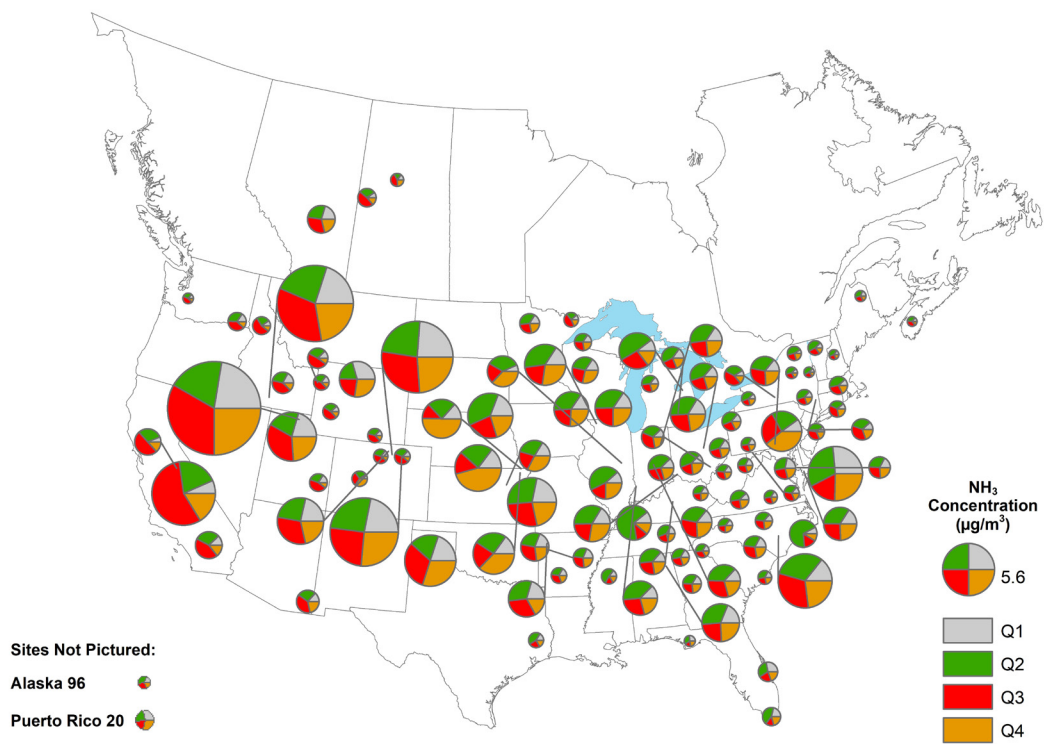 NH₃
Concentration
(µg/m³)
5.6
Q1
Q2
Q3
Q4
Sites Not Pictured:
Alaska 96
Puerto Rico 20